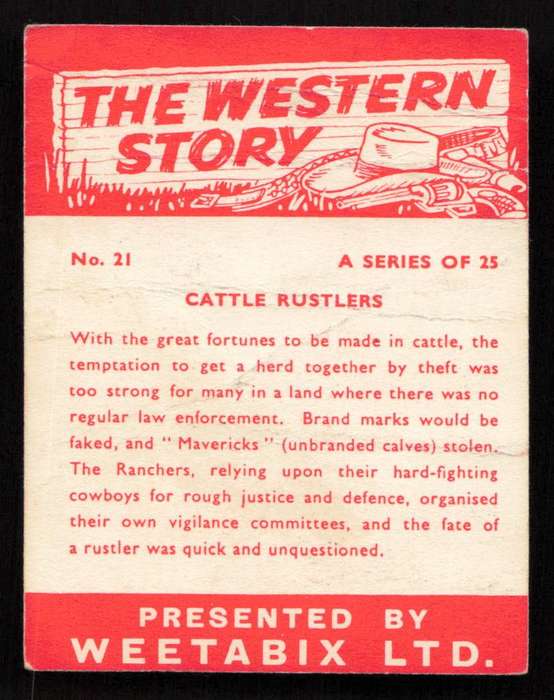 THE WESTERN
STORY
No. 21 A SERIES OF 25
CATTLE RUSTLERS
With the great fortunes to be made in cattle, the
temptation to get a herd together by theft was
too strong for many in a land where there was no
regular law enforcement. Brand marks would be
faked, and " Mavericks " (unbranded calves) stolen.
The Ranchers, relying upon their hard-fighting
cowboys for rough justice and defence, organised
their own vigilance committees, and the fate of
a rustler was quick and unquestioned.
PRESENTED BY
WEETABIX LTD.